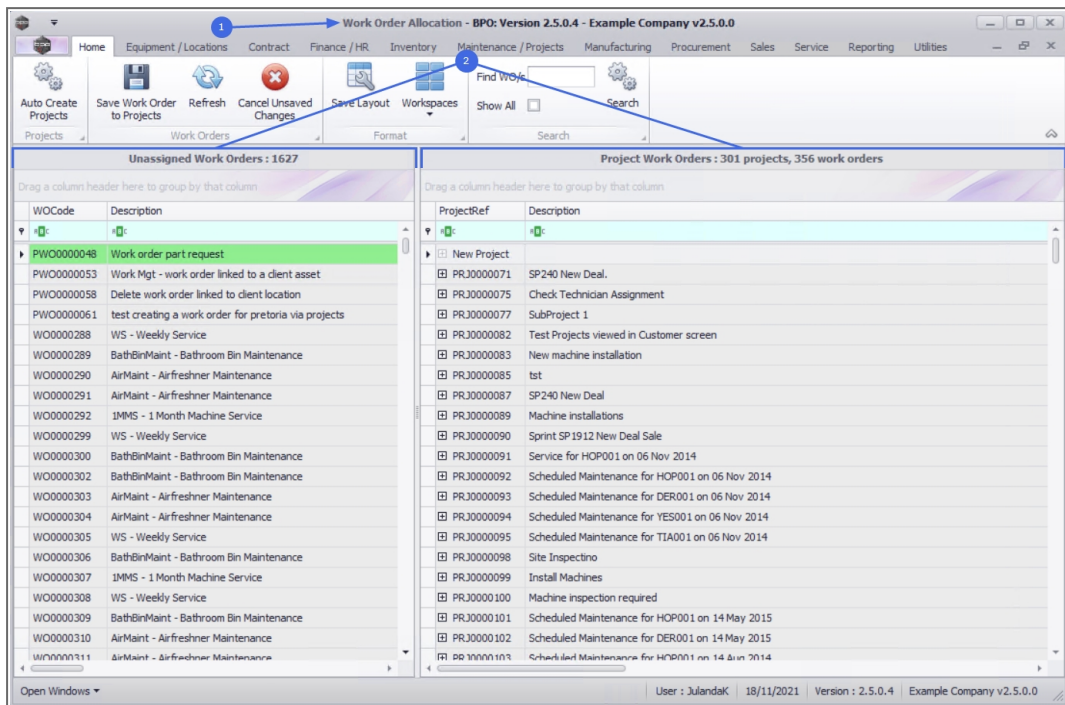 1
Work Order Allocation - BPO: Version 2.5.0.4 - Example Company v2.5.0.0
Home Equipment / Locations Contract Finance / HR Inventory Maintenance / Projects Manufacturing Procurement Sales Service Reporting Utilities
2
Find WO/s
Auto Create Projects
Save Work Order to Projects
Refresh
Cancel Unsaved Changes
Save Layout
Workspaces
Show All
Search
Projects Work Orders Format Search
Unassigned Work Orders : 1627
Drag a column header here to group by that column
WOCode Description
PWO0000048 Work order part request
PWO0000053 Work Mgt - work order linked to a client asset
PWO0000058 Delete work order linked to client location
PWO0000061 test creating a work order for pretoria via projects
WO0000288 WS - Weekly Service
WO0000289 BathBinMaint - Bathroom Bin Maintenance
WO0000290 AirMaint - Airfreshner Maintenance
WO0000291 AirMaint - Airfreshner Maintenance
WO0000292 1MMS - 1 Month Machine Service
WO0000299 WS - Weekly Service
WO0000300 BathBinMaint - Bathroom Bin Maintenance
WO0000302 BathBinMaint - Bathroom Bin Maintenance
WO0000303 AirMaint - Airfreshner Maintenance
WO0000304 AirMaint - Airfreshner Maintenance
WO0000305 WS - Weekly Service
WO0000306 BathBinMaint - Bathroom Bin Maintenance
WO0000307 1MMS - 1 Month Machine Service
WO0000308 WS - Weekly Service
WO0000309 BathBinMaint - Bathroom Bin Maintenance
WO0000310 AirMaint - Airfreshner Maintenance
WO0000311 AirMaint - Airfreshner Maintenance
Project Work Orders : 301 projects, 356 work orders
Drag a column header here to group by that column
ProjectRef Description
New Project
PRJ0000071 SP240 New Deal.
PRJ0000075 Check Technician Assignment
PRJ0000077 SubProject 1
PRJ0000082 Test Projects viewed in Customer screen
PRJ0000083 New machine installation
PRJ0000085 tst
PRJ0000087 SP240 New Deal
PRJ0000089 Machine installations
PRJ0000090 Sprint SP1912 New Deal Sale
PRJ0000091 Service for HOP001 on 06 Nov 2014
PRJ0000092 Scheduled Maintenance for HOP001 on 06 Nov 2014
PRJ0000093 Scheduled Maintenance for DER001 on 06 Nov 2014
PRJ0000094 Scheduled Maintenance for YES001 on 06 Nov 2014
PRJ0000095 Scheduled Maintenance for TIA001 on 06 Nov 2014
PRJ0000098 Site Inspectino
PRJ0000099 Install Machines
PRJ0000100 Machine inspection required
PRJ0000101 Scheduled Maintenance for HOP001 on 14 May 2015
PRJ0000102 Scheduled Maintenance for DER001 on 14 May 2015
PRJ0000103 Scheduled Maintenance for HOP001 on 14 Aug 2014
Open Windows User : JulandaK 18/11/2021 Version : 2.5.0.4 Example Company v2.5.0.0